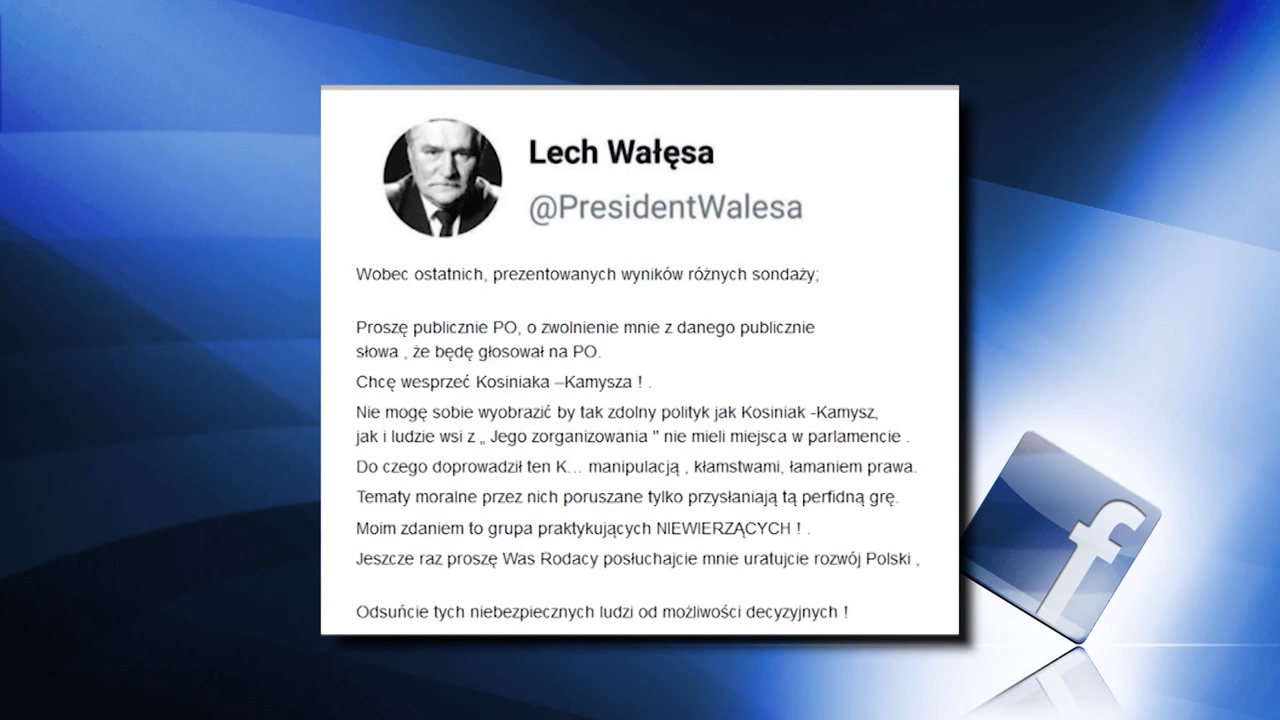 Lech Wałęsa
@PresidentWalesa
Wobec ostatnich, prezentowanych wyników różnych sondaży;
Proszę publicznie PO, o zwolnienie mnie z danego publicznie
słowa , że będę głosował na PO.
Chcę wesprzeć Kosiniaka –Kamysza ! .
Nie mogę sobie wyobrazić by tak zdolny polityk jak Kosiniak -Kamysz,
jak i ludzie wsi z „ Jego zorganizowania " nie mieli miejsca w parlamencie .
Do czego doprowadził ten K... manipulacją , kłamstwami, łamaniem prawa.
Tematy moralne przez nich poruszane tylko przysłaniają tą perfidną grę.
Moim zdaniem to grupa praktykujących NIEWIERZĄCYCH ! .
Jeszcze raz proszę Was Rodacy posłuchajcie mnie uratujcie rozwój Polski ,
Odsuńcie tych niebezpiecznych ludzi od możliwości decyzyjnych !
f